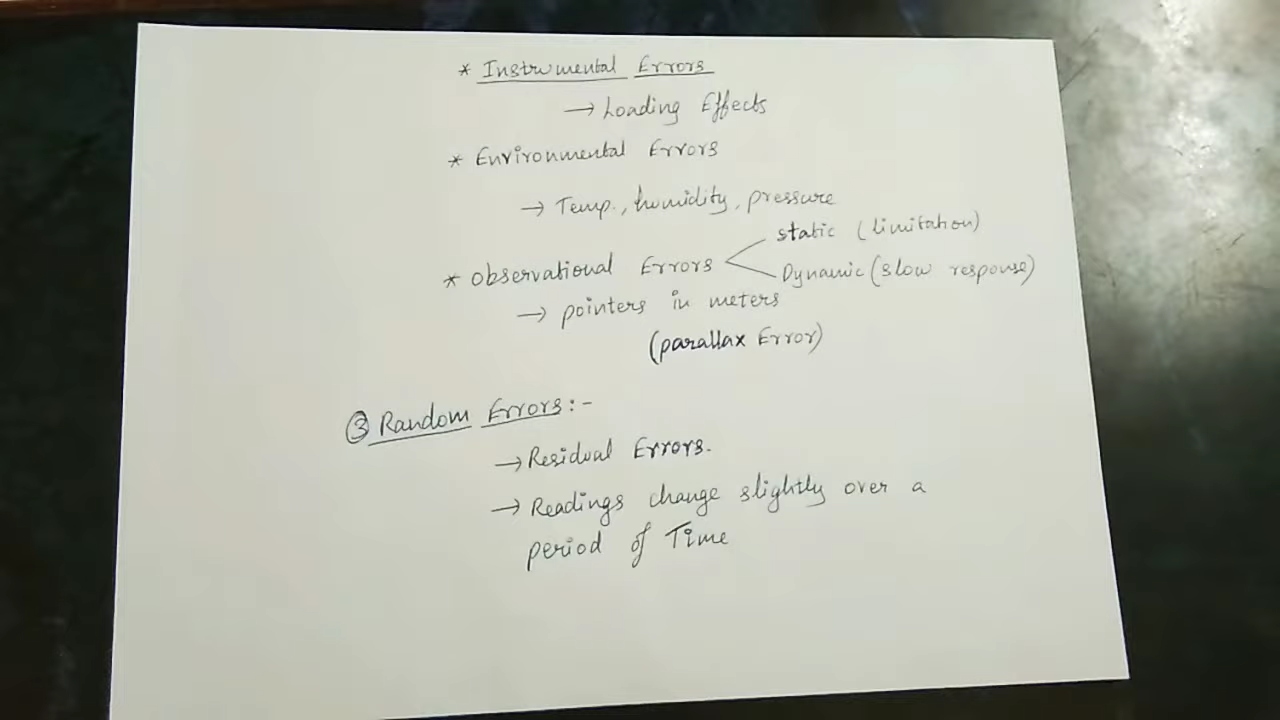 * Instrumental Errors
→ Loading Effects
* Environmental Errors
→ Temp., humidity, pressure
* Observational Errors
static (limitation)
Dynamic (slow response)
→ pointers in meters
(parallax Error)
③ Random Errors:-
→ Residual Errors.
→ Readings change slightly over a
period of Time